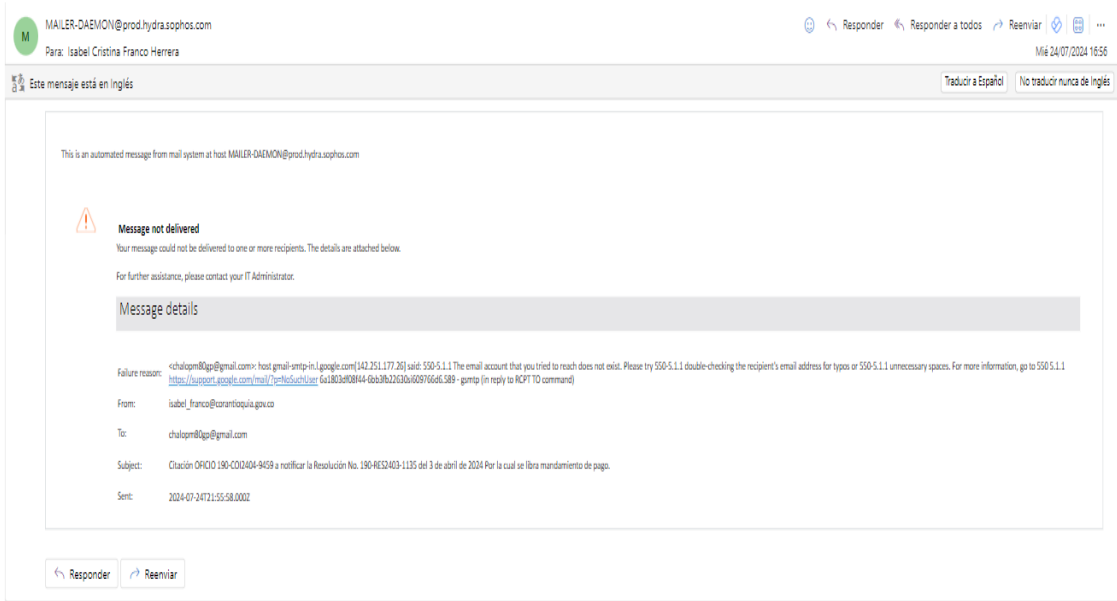 M
MAILER-DAEMON@prod.hydra.sophos.com
Responder
Responder a todos
Reenviar
Para: Isabel Cristina Franco Herrera
Mié 24/07/2024 16:56
Este mensaje está en Inglés
Traducir a Español
No traducir nunca de Inglés
This is an automated message from mail system at host MAILER-DAEMON@prod.hydra.sophos.com
Message not delivered
Your message could not be delivered to one or more recipients. The details are attached below.
For further assistance, please contact your IT Administrator.
Message details
<chalopm80gp@gmail.com>: host gmail-smtp-in.l.google.com[142.251.177.26] said: 550-5.1.1 The email account that you tried to reach does not exist. Please try 550-5.1.1 double-checking the recipient's email address for typos or 550-5.1.1 unnecessary spaces. For more information, go to 550 5.1.1
Failure reason:
https://support.google.com/mail/?p=NoSuchUser 6a1803df08f44-6bb3fb22630si609766d6.589 - gsmtp (in reply to RCPT TO command)
From: isabel_franco@corantioquia.gov.co
To: chalopm80gp@gmail.com
Subject: Citación OFICIO 190-COI2404-9459 a notificar la Resolución No. 190-RES2403-1135 del 3 de abril de 2024 Por la cual se libra mandamiento de pago.
Sent: 2024-07-24T21:55:58.000Z
Responder
Reenviar